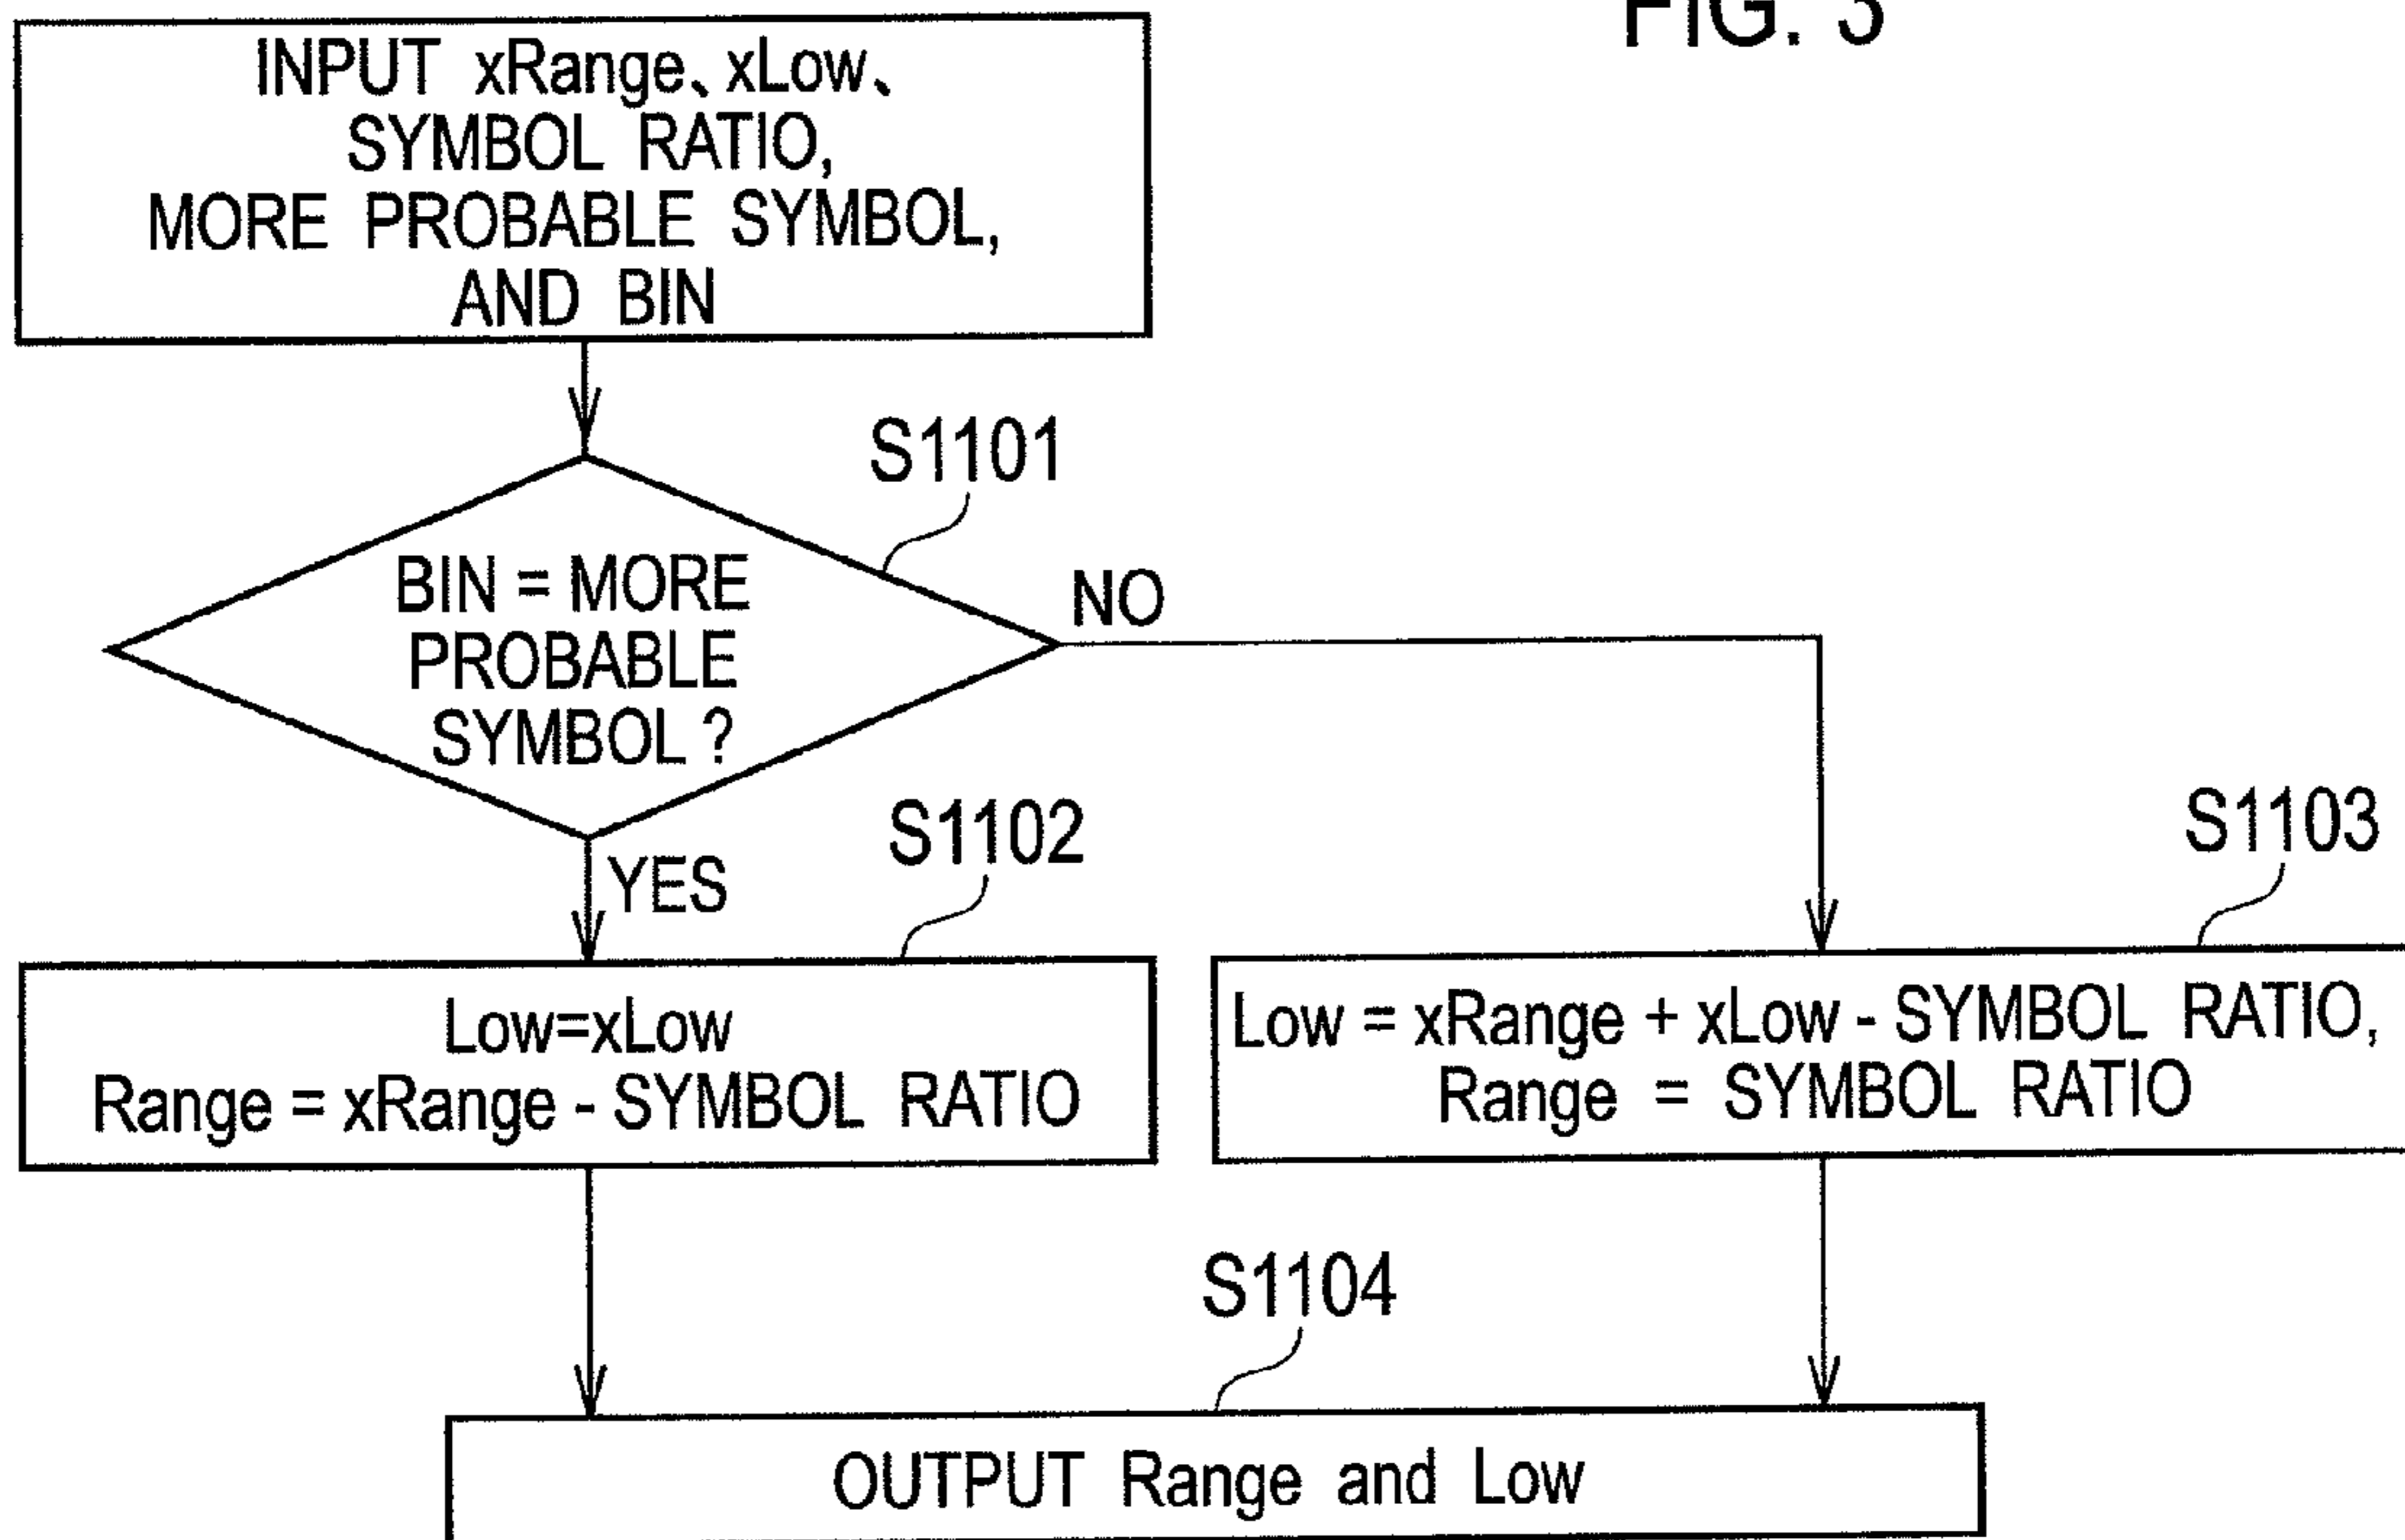 FIG. 3
INPUT xRange、xLow、
SYMBOL RATIO,
MORE PROBABLE SYMBOL,
AND BIN
S1101
BIN = MORE
PROBABLE
SYMBOL ?
NO
YES
S1102
Low=xLow
Range = xRange - SYMBOL RATIO
S1103
Low = xRange + xLow - SYMBOL RATIO,
Range = SYMBOL RATIO
S1104
OUTPUT Range and Low